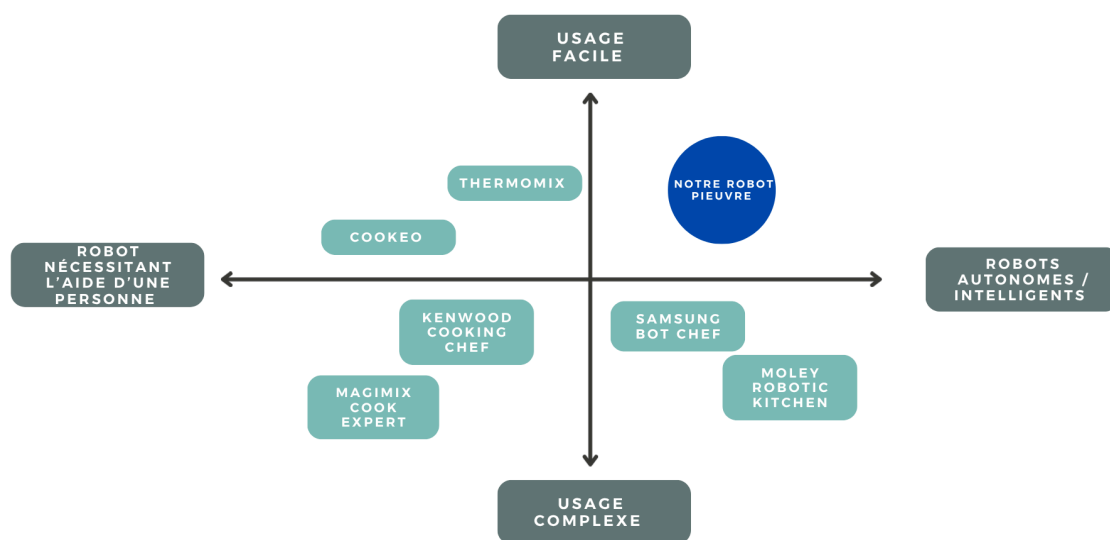 USAGE
FACILE
THERMOMIX
NOTRE ROBOT
PIEUVRE
COOKEO
ROBOT
NÉCESSITANT
L'AIDE D'UNE
PERSONNE
ROBOTS
AUTONOMES /
INTELLIGENTS
KENWOOD
COOKING
CHEF
SAMSUNG
BOT CHEF
MAGIMIX
COOK
EXPERT
MOLEY
ROBOTIC
KITCHEN
USAGE
COMPLEXE